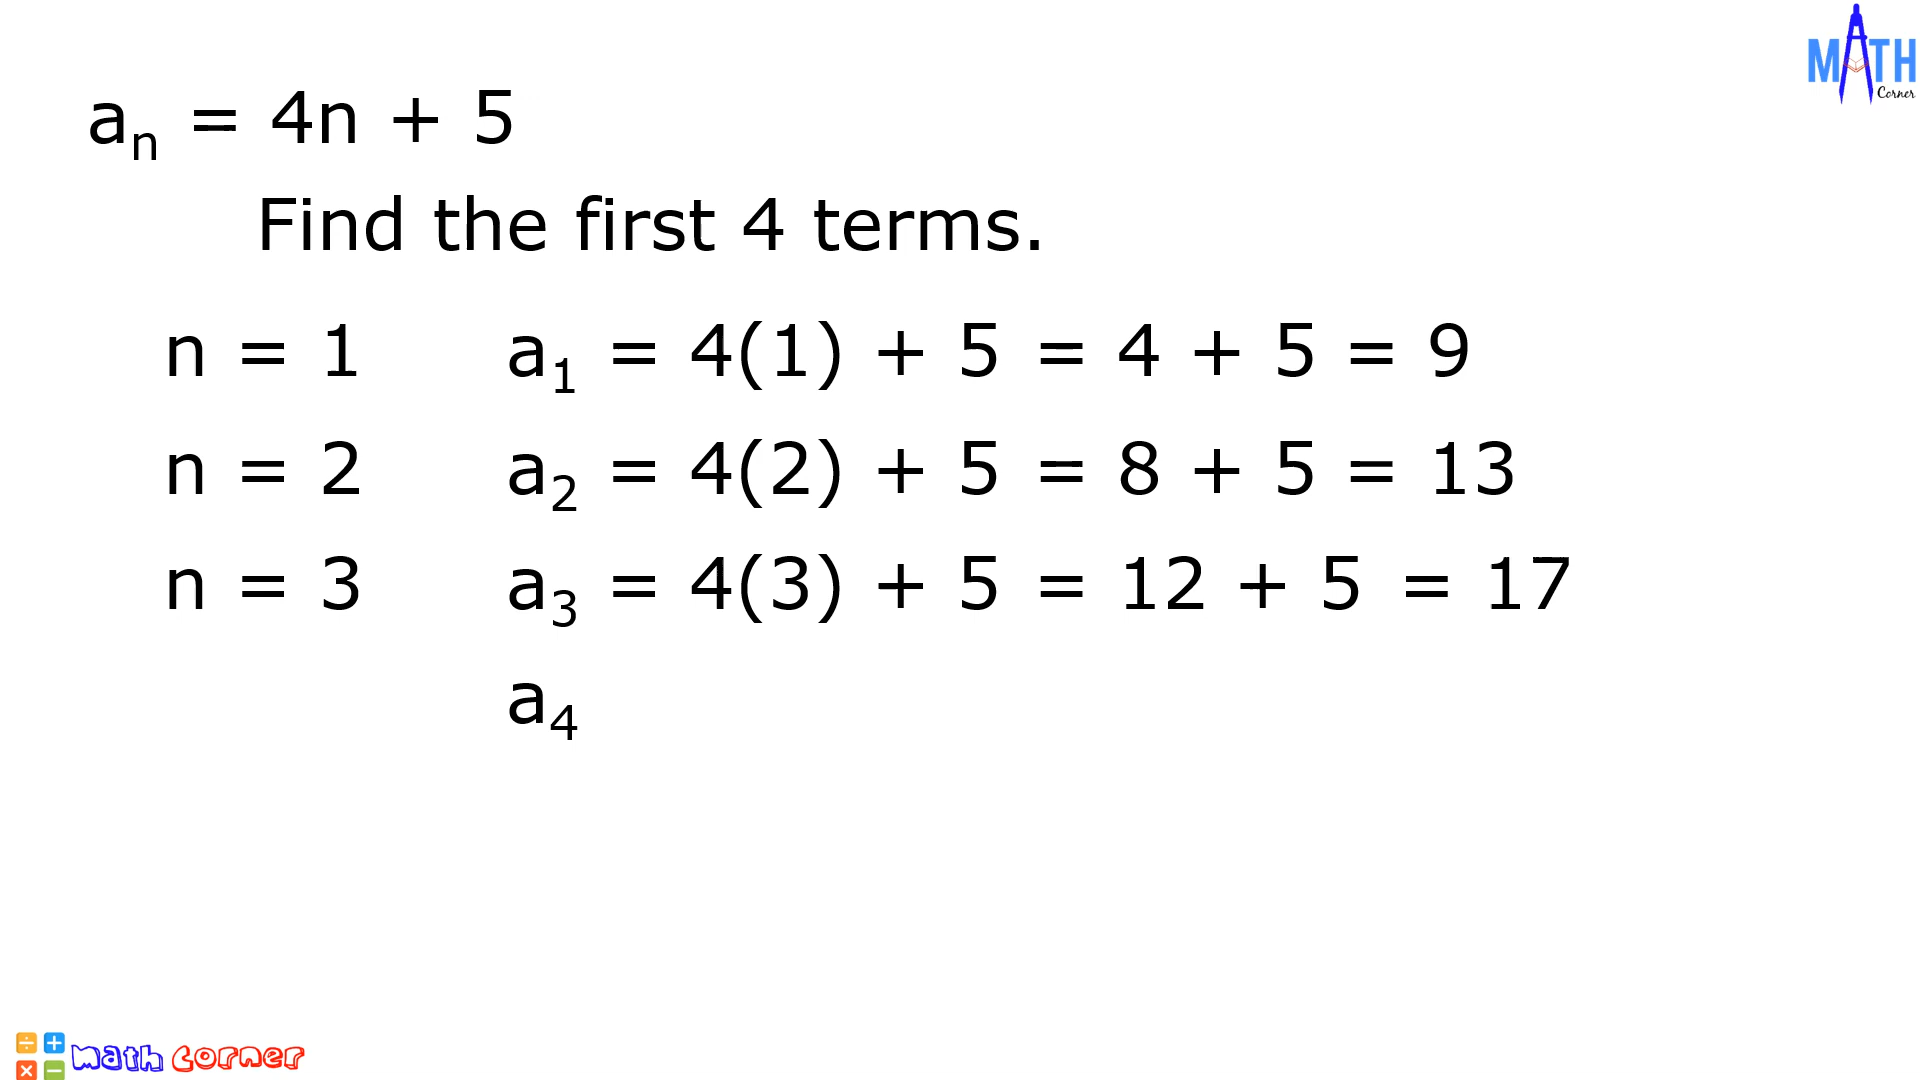 MATH
Corner
aₙ = 4n + 5
Find the first 4 terms.
n = 1 a₁ = 4(1) + 5 = 4 + 5 = 9
n = 2 a₂ = 4(2) + 5 = 8 + 5 = 13
n = 3 a₃ = 4(3) + 5 = 12 + 5 = 17
a₄
÷ +
× −
math corner